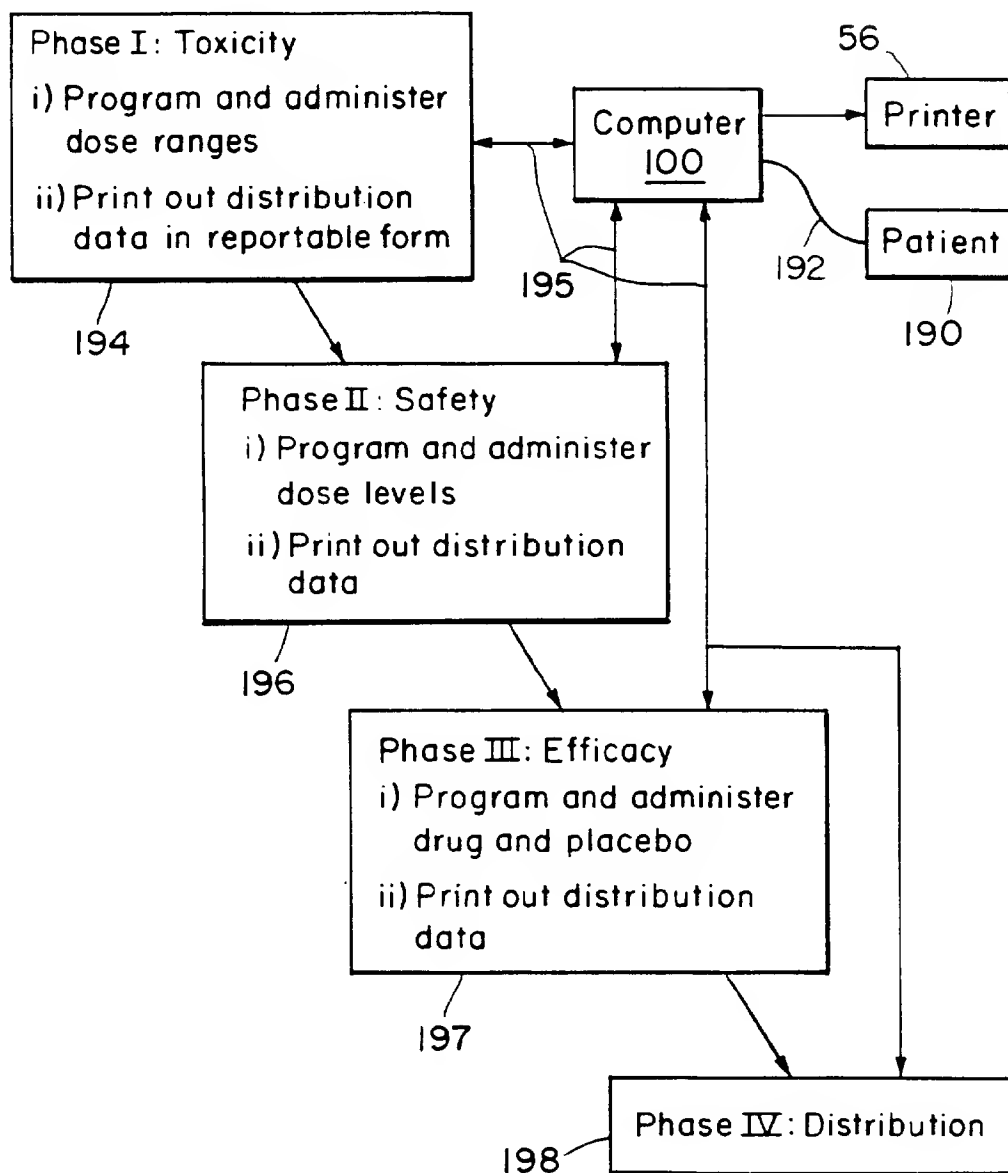 Phase I: Toxicity
i) Program and administer
dose ranges
ii) Print out distribution
data in reportable form
194
Computer
100
56
Printer
192
Patient
190
195
Phase II: Safety
i) Program and administer
dose levels
ii) Print out distribution
data
196
Phase III: Efficacy
i) Program and administer
drug and placebo
ii) Print out distribution
data
197
Phase IV: Distribution
198